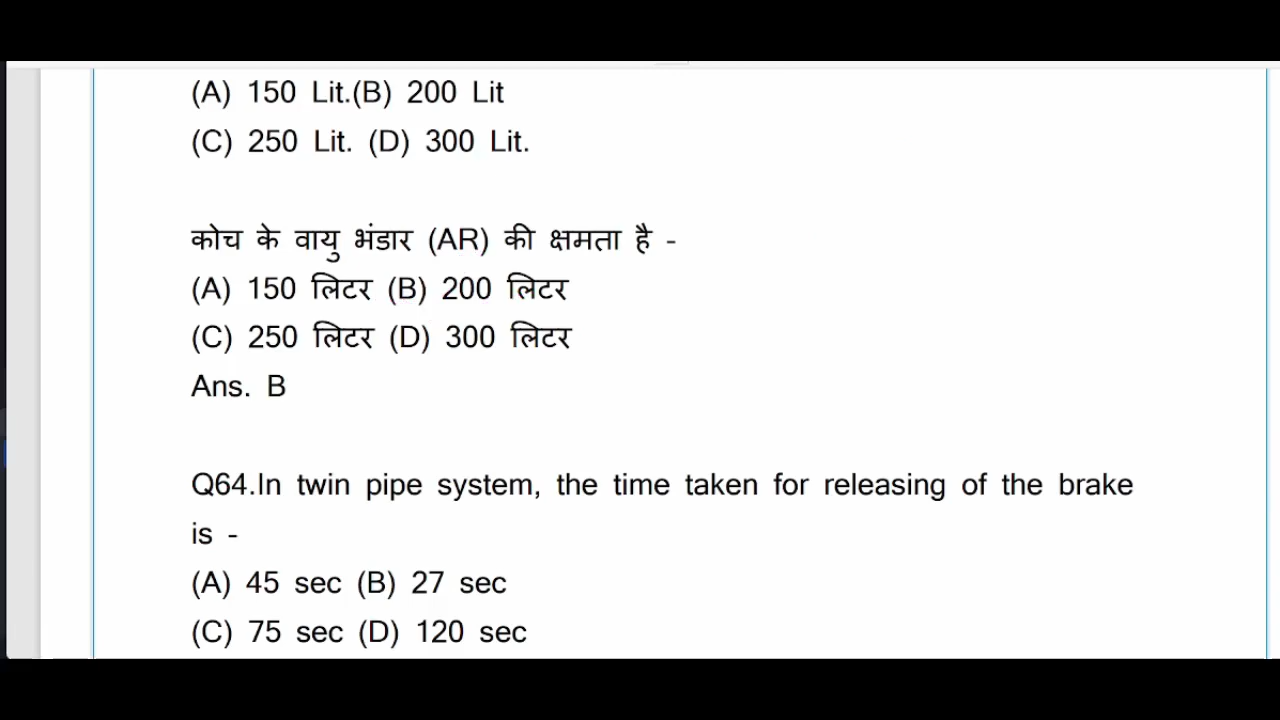 (A) 150 Lit.(B) 200 Lit
(C) 250 Lit. (D) 300 Lit.
कोच के वायु भंडार (AR) की क्षमता है -
(A) 150 लिटर (B) 200 लिटर
(C) 250 लिटर (D) 300 लिटर
Ans. B
Q64.In twin pipe system, the time taken for releasing of the brake
is -
(A) 45 sec (B) 27 sec
(C) 75 sec (D) 120 sec